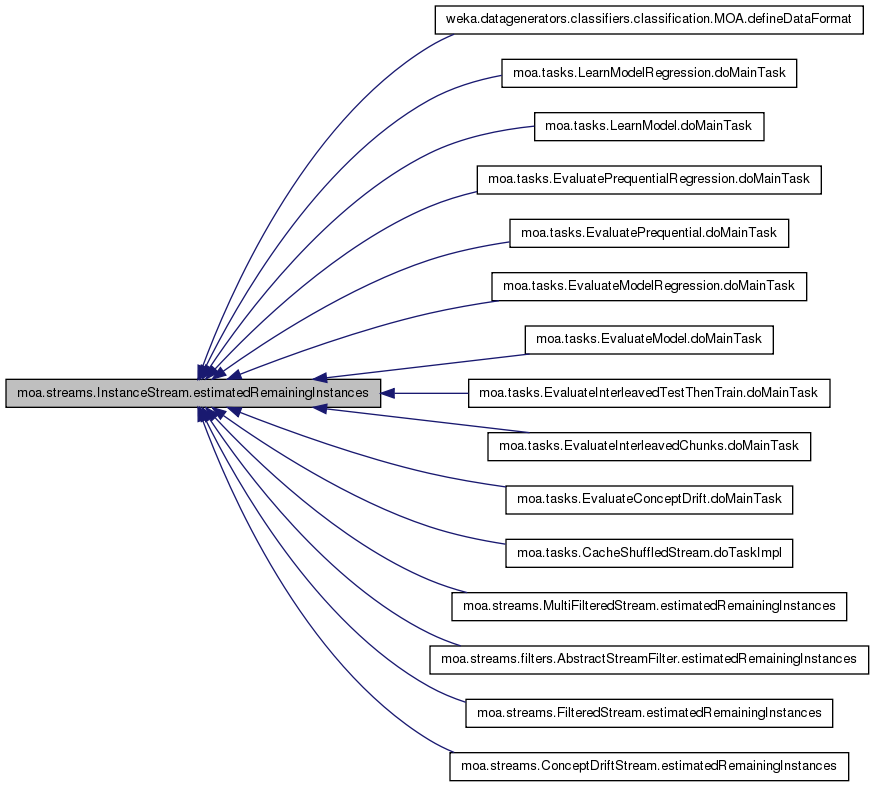 weka.datagenerators.classifiers.classification.MOA.defineDataFormat
moa.tasks.LearnModelRegression.doMainTask
moa.tasks.LearnModel.doMainTask
moa.tasks.EvaluatePrequentialRegression.doMainTask
moa.tasks.EvaluatePrequential.doMainTask
moa.tasks.EvaluateModelRegression.doMainTask
moa.tasks.EvaluateModel.doMainTask
moa.streams.InstanceStream.estimatedRemainingInstances
moa.tasks.EvaluateInterleavedTestThenTrain.doMainTask
moa.tasks.EvaluateInterleavedChunks.doMainTask
moa.tasks.EvaluateConceptDrift.doMainTask
moa.tasks.CacheShuffledStream.doTaskImpl
moa.streams.MultiFilteredStream.estimatedRemainingInstances
moa.streams.filters.AbstractStreamFilter.estimatedRemainingInstances
moa.streams.FilteredStream.estimatedRemainingInstances
moa.streams.ConceptDriftStream.estimatedRemainingInstances